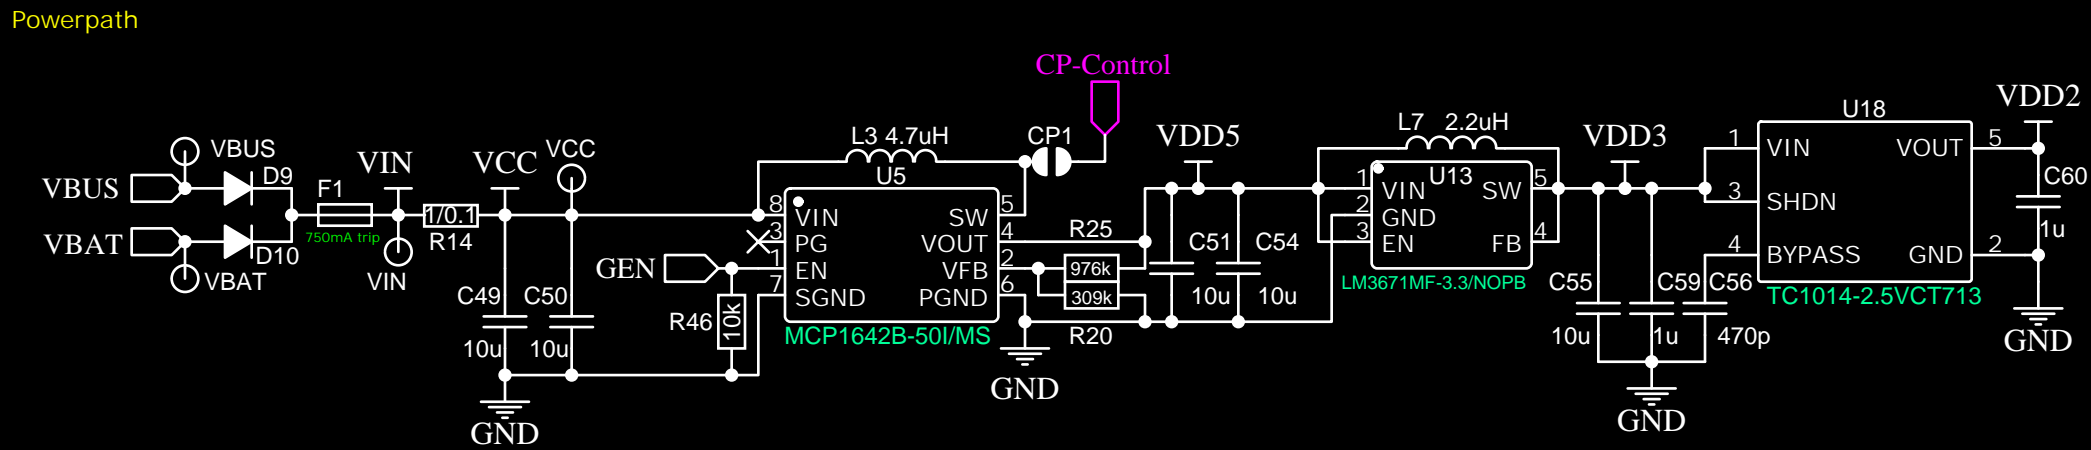 Powerpath
CP-Control
VBUS
VBUS
D9
VBAT
VBAT
D10
F1
750mA trip
VIN
VIN
1/0.1
R14
VCC
VCC
C49
10u
C50
10u
GND
GEN
R46
10k
L3 4.7uH
CP1
U5
8 VIN
3 PG
1 EN
7 SGND
SW 5
VOUT 4
VFB 2
PGND 6
MCP1642B-50I/MS
GND
R25
976k
309k
R20
VDD5
C51
10u
C54
10u
L7 2.2uH
U13
1 VIN
2 GND
3 EN
SW 5
FB 4
LM3671MF-3.3/NOPB
VDD3
C55
10u
C59
1u
C56
470p
GND
U18
1 VIN
3 SHDN
4 BYPASS
VOUT 5
GND 2
TC1014-2.5VCT713
VDD2
C60
1u
GND